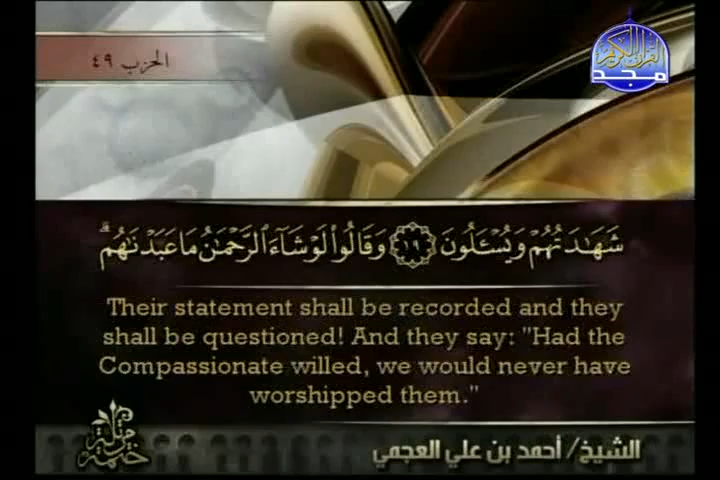 الحزب ٤٩
القرآن الكريم
مجد
شَهَـٰدَتُهُمْ وَيُسْـَٔلُونَ ١٩ وَقَالُوا۟ لَوْ شَآءَ ٱلرَّحْمَـٰنُ مَا عَبَدْنَـٰهُم ۗ
Their statement shall be recorded and they
shall be questioned! And they say: "Had the
Compassionate willed, we would never have
worshipped them."
ختمة مرتلة
الشيخ/ أحمد بن علي العجمي